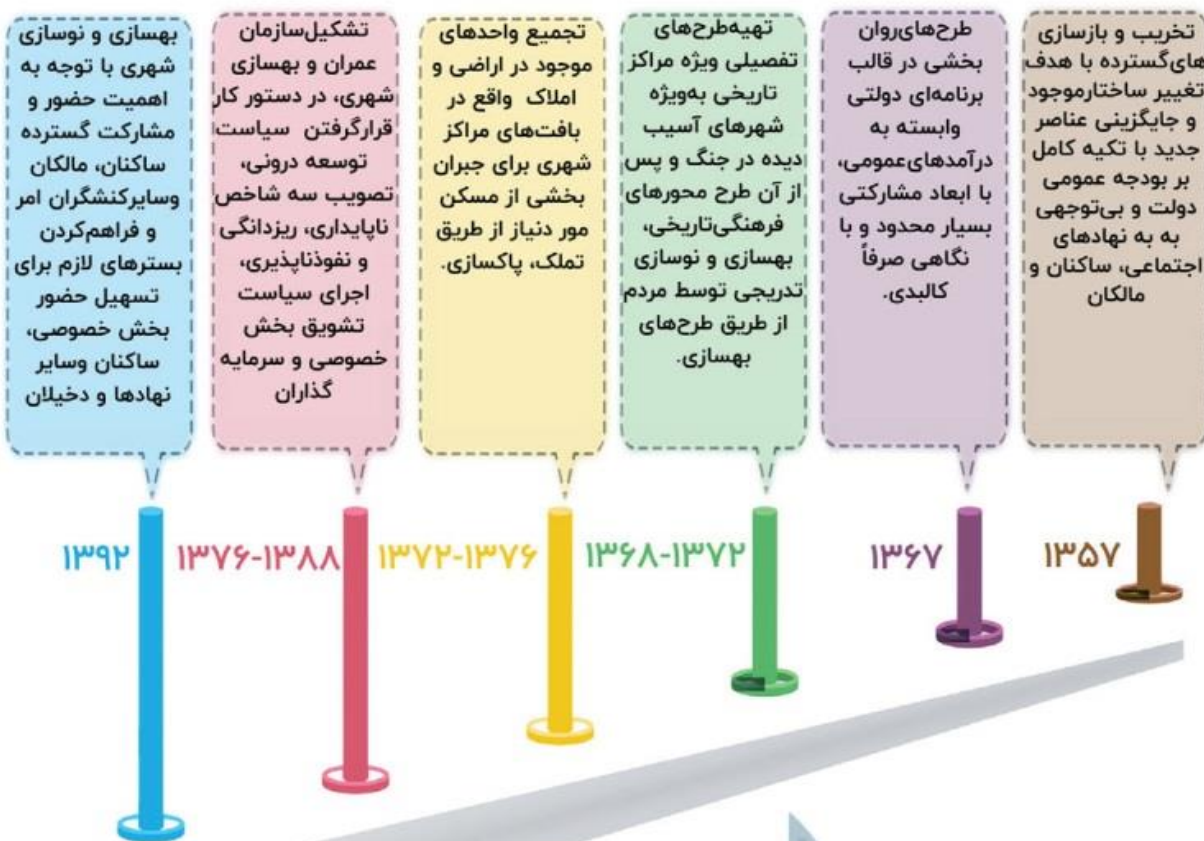 تخریب و بازسازی
های‌گسترده با هدف
تغییر ساختارموجود
و جایگزینی عناصر
جدید با تکیه کامل
بر بودجه عمومی
دولت و بی‌توجهی
به به نهادهای
اجتماعی، ساکنان و
مالکان
۱۳۵۷
طرح‌های‌روان
بخشی در قالب
برنامه‌ای دولتی
وابسته به
درآمدهای‌عمومی،
با ابعاد مشارکتی
بسیار محدود و با
نگاهی صرفاً
کالبدی.
۱۳۶۷
تهیه‌طرح‌های
تفصیلی ویژه مراکز
تاریخی به‌ویژه
شهرهای آسیب
دیده در جنگ و پس
از آن طرح محورهای
فرهنگی‌تاریخی،
بهسازی و نوسازی
تدریجی توسط مردم
از طریق طرح‌های
بهسازی.
۱۳۶۸-۱۳۷۲
تجمیع واحدهای
موجود در اراضی و
املاک واقع در
بافت‌های مراکز
شهری برای جبران
بخشی از مسکن
مور دنیاز از طریق
تملک، پاکسازی.
۱۳۷۲-۱۳۷۶
تشکیل‌سازمان
عمران و بهسازی
شهری، در دستور کار
قرارگرفتن سیاست
توسعه درونی،
تصویب سه شاخص
ناپایداری، ریزدانگی
و نفوذناپذیری،
اجرای سیاست
تشویق بخش
خصوصی و سرمایه
گذاران
۱۳۷۶-۱۳۸۸
بهسازی و نوسازی
شهری با توجه به
اهمیت حضور و
مشارکت گسترده
ساکنان، مالکان
وسایرکنشگران امر
و فراهم‌کردن
بسترهای لازم برای
تسهیل حضور
بخش خصوصی،
ساکنان وسایر
نهادها و دخیلان
۱۳۹۲